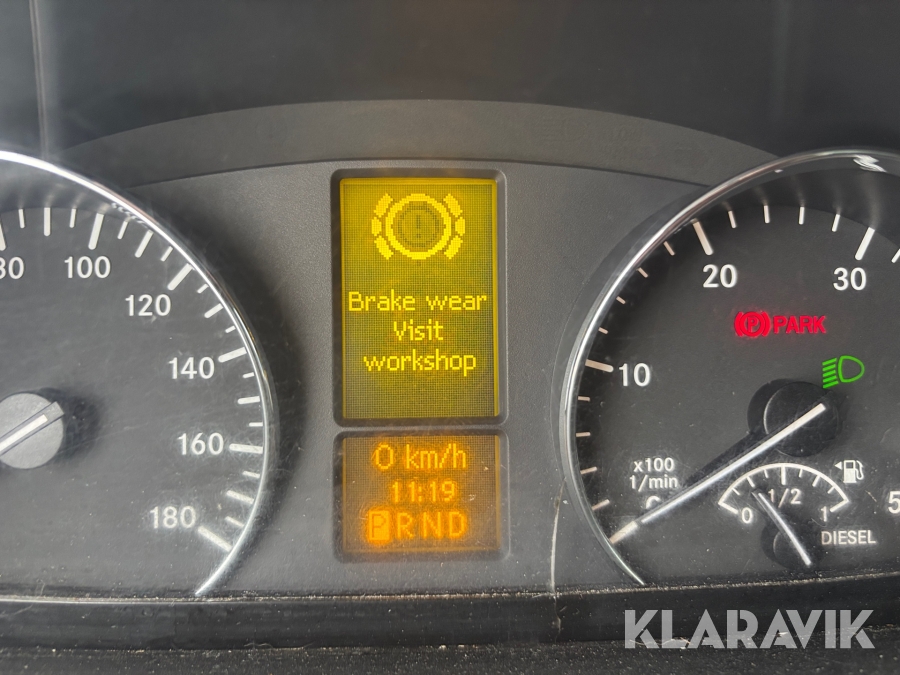 80
100
120
140
160
180
Brake wear
Visit
workshop
0 km/h
11:19
PRND
10
20
30
5
PARK
x100
1/min
0
1/2
1
DIESEL
KLARAVIK